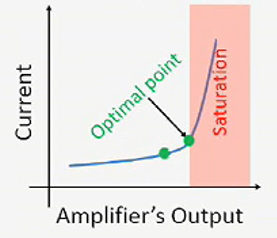 Current
Optimal point
Saturation
Amplifier's Output